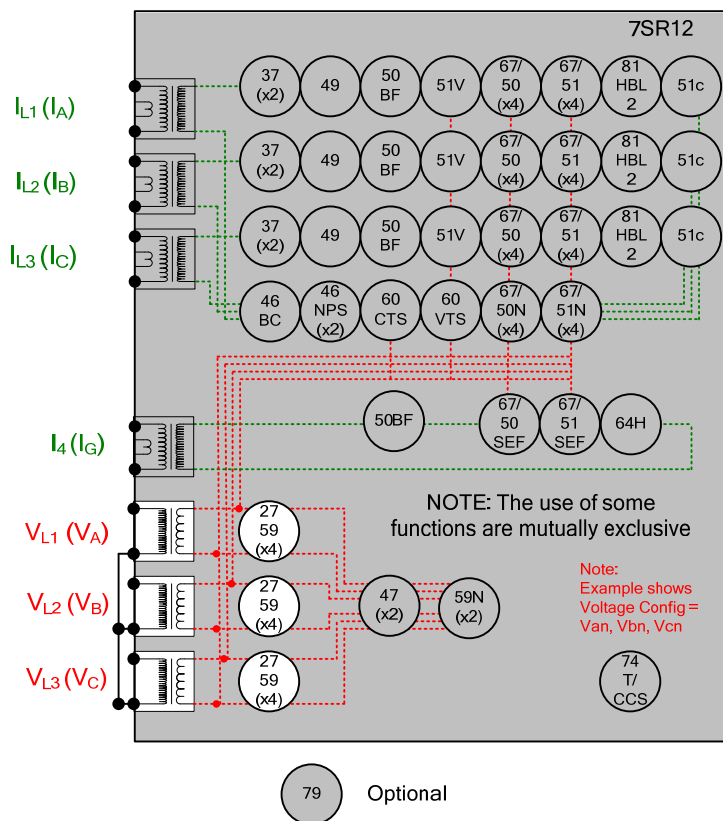 7SR12
IL1 (IA)
37
(x2)
49
50
BF
51V
67/
50
(x4)
67/
51
(x4)
81
HBL
2
51c
IL2 (IB)
37
(x2)
49
50
BF
51V
67/
50
(x4)
67/
51
(x4)
81
HBL
2
51c
IL3 (IC)
37
(x2)
49
50
BF
51V
67/
50
(x4)
67/
51
(x4)
81
HBL
2
51c
46
BC
46
NPS
(x2)
60
CTS
60
VTS
67/
50N
(x4)
67/
51N
(x4)
I4 (IG)
50BF
67/
50
SEF
67/
51
SEF
64H
NOTE: The use of some
functions are mutually exclusive
VL1 (VA)
27
59
(x4)
VL2 (VB)
27
59
(x4)
47
(x2)
59N
(x2)
Note:
Example shows
Voltage Config =
Van, Vbn, Vcn
VL3 (VC)
27
59
(x4)
74
T/
CCS
79
Optional